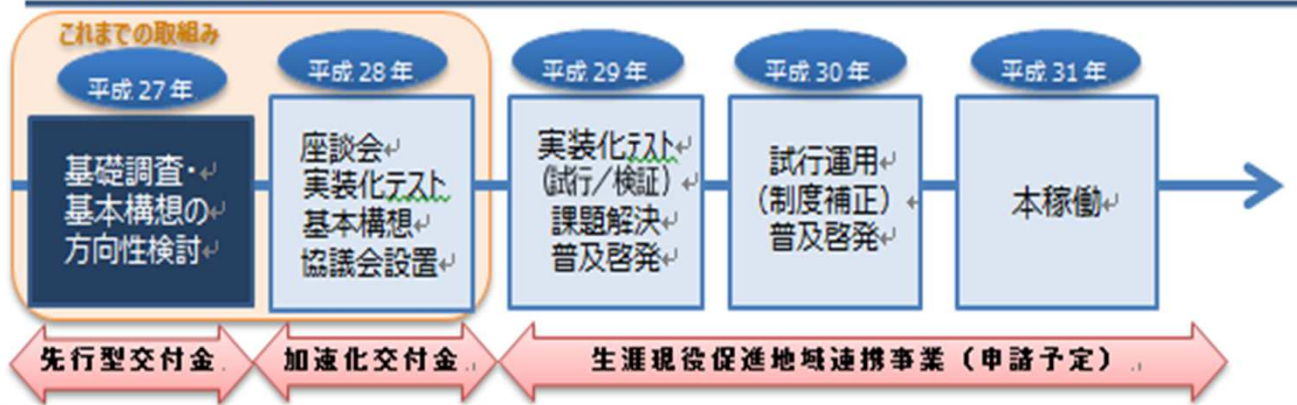 これまでの取組み
平成27年
平成28年
平成29年
平成30年
平成31年
基礎調査・
基本構想の
方向性検討
座談会
実装化テスト
基本構想
協議会設置
実装化テスト
(試行/検証)
課題解決
普及啓発
試行運用
(制度補正)
普及啓発
本稼働
先行型交付金
加速化交付金
生涯現役促進地域連携事業(申請予定)